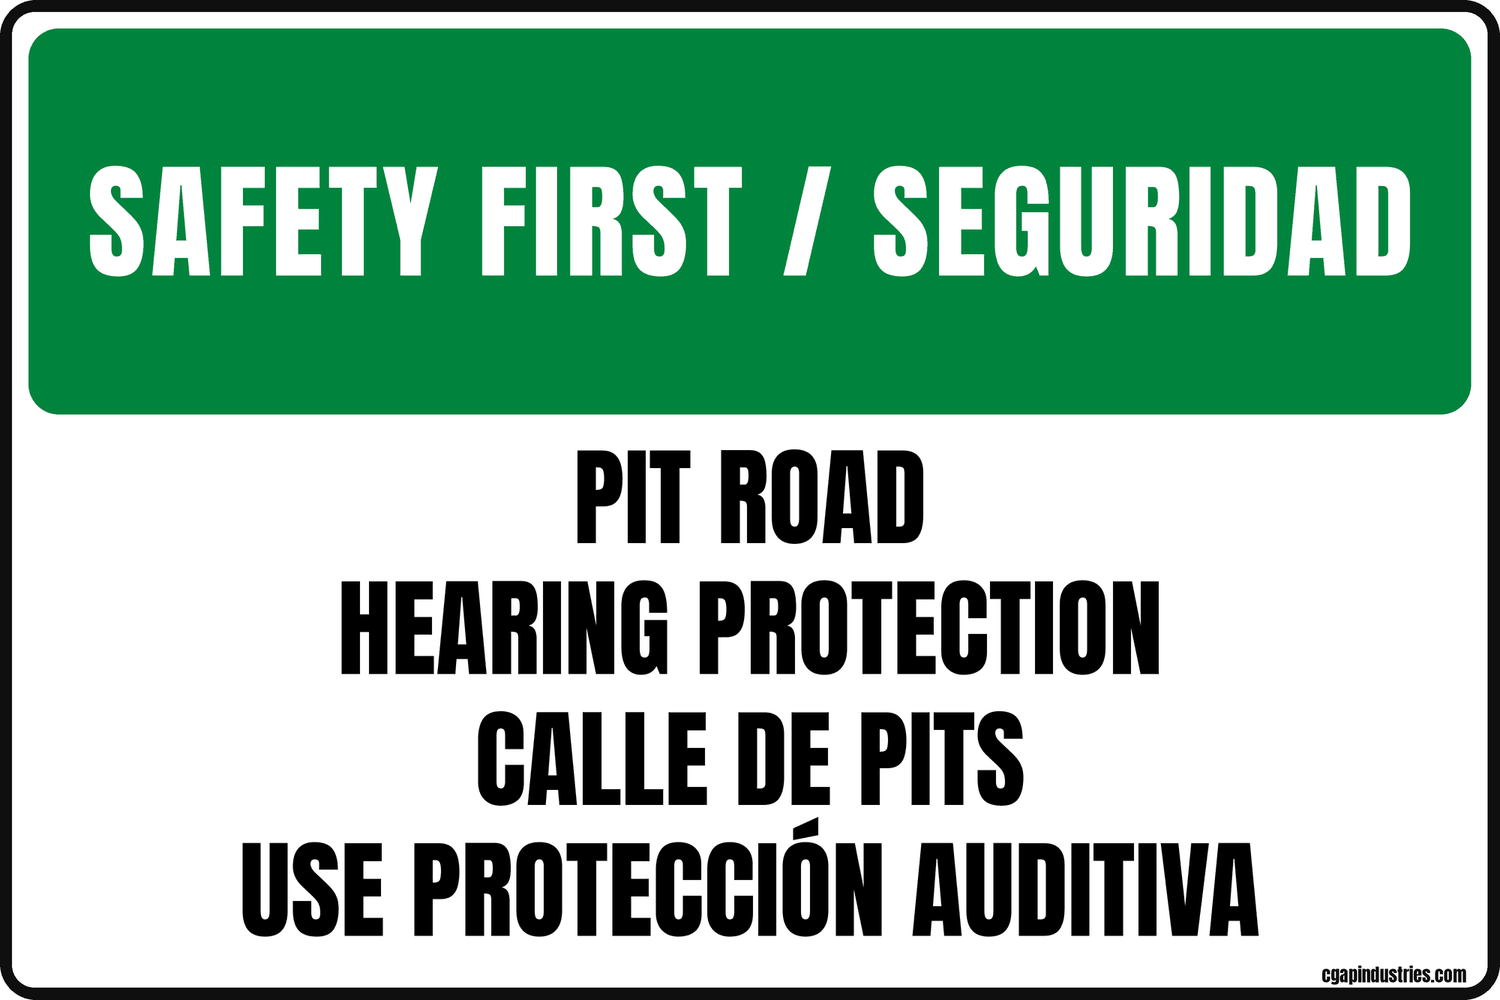 SAFETY FIRST / SEGURIDAD
PIT ROAD
HEARING PROTECTION
CALLE DE PITS
USE PROTECCIÓN AUDITIVA
cgapindustries.com